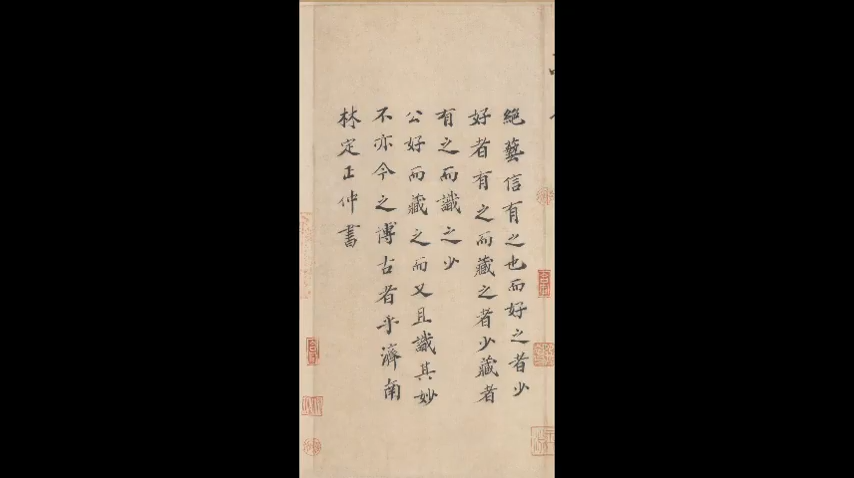 絕藝信有之也而好之者少
好者有之而藏之者少藏者
有之而識之少
公好而藏之而又且識其妙
不亦今之博古者乎濟南
林定正仲書